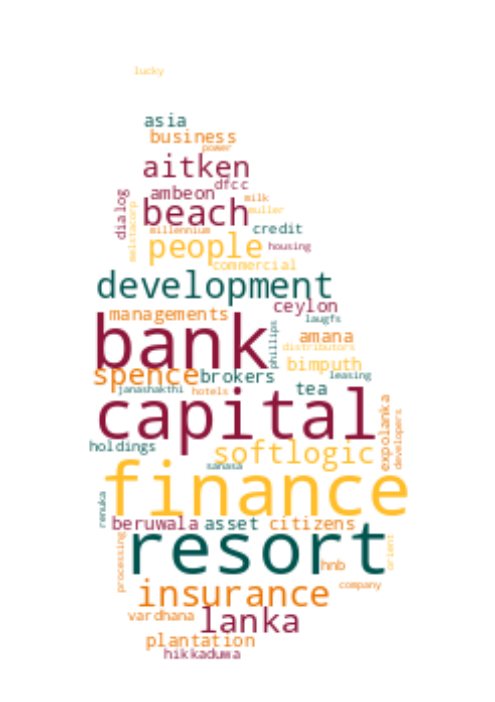 lucky
asia
business
power
aitken
dfcc
ambeon
milk
dialog
beach
muller
melstacorp
millennium
credit
people
housing
commercial
development
ceylon
managements
laugfs
bank
phillips
amana
distributors
bimputh
spence
brokers
leasing
janashakthi
hotels
tea
capital
expolanka
developers
holdings
softlogic
sanasa
finance
renuka
beruwala
asset
citizens
resort
orient
processing
hnb
insurance
company
vardhana
lanka
plantation
hikkaduwa